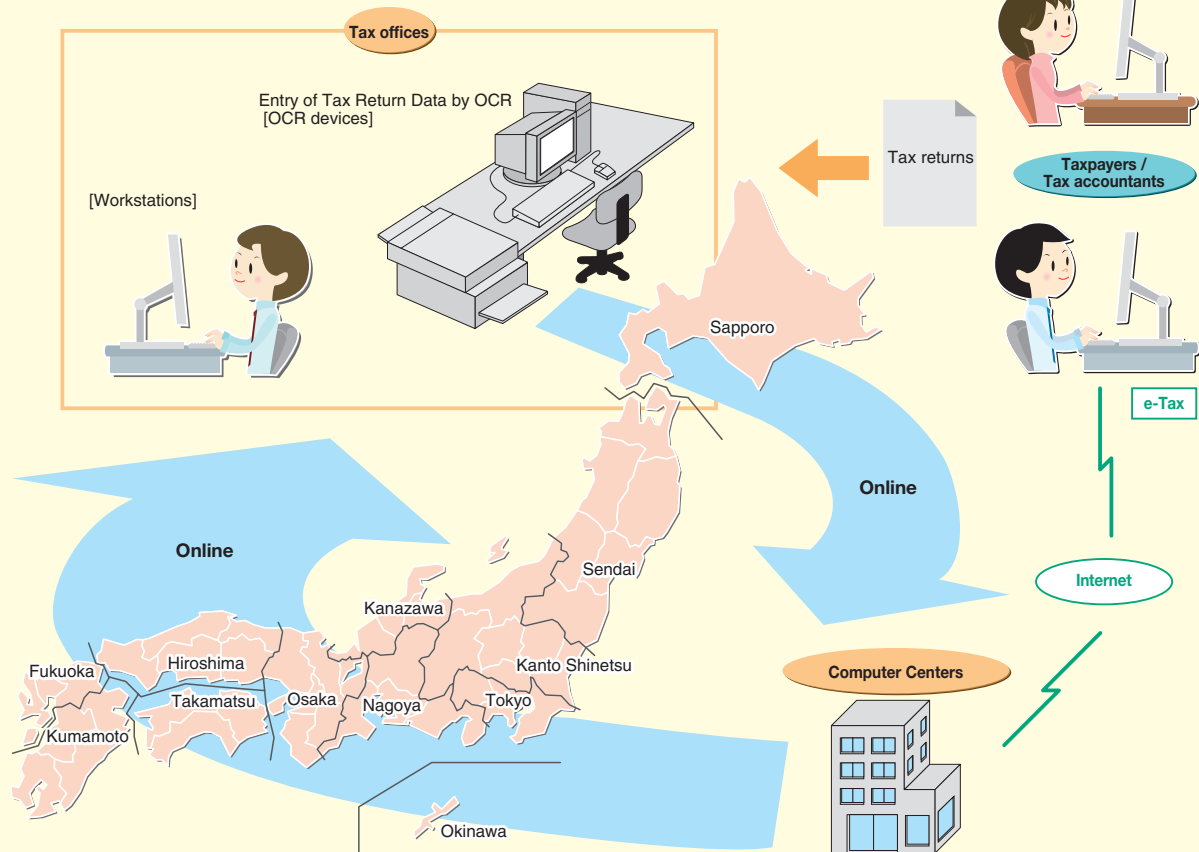 Tax offices
Entry of Tax Return Data by OCR
[OCR devices]
[Workstations]
Tax returns
Taxpayers /
Tax accountants
e-Tax
Internet
Online
Online
Sapporo
Sendai
Kanazawa
Kanto Shinetsu
Fukuoka
Hiroshima
Takamatsu
Osaka
Nagoya
Tokyo
Kumamoto
Okinawa
Computer Centers